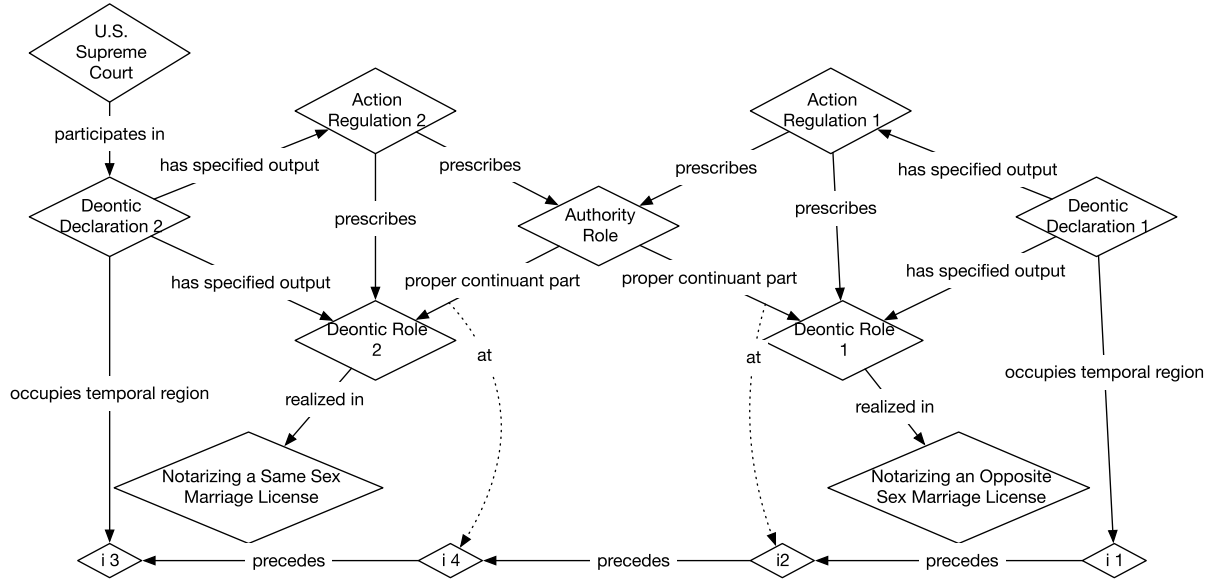 U.S.
Supreme
Court
participates in
Action
Regulation 2
Action
Regulation 1
has specified output
prescribes
prescribes
has specified output
Deontic
Declaration 2
prescribes
Authority
Role
prescribes
Deontic
Declaration 1
has specified output
proper continuant part
proper continuant part
has specified output
Deontic Role
2
Deontic Role
1
at
at
occupies temporal region
realized in
realized in
occupies temporal region
Notarizing a Same Sex
Marriage License
Notarizing an Opposite
Sex Marriage License
i 3
precedes
i 4
precedes
i2
precedes
i 1